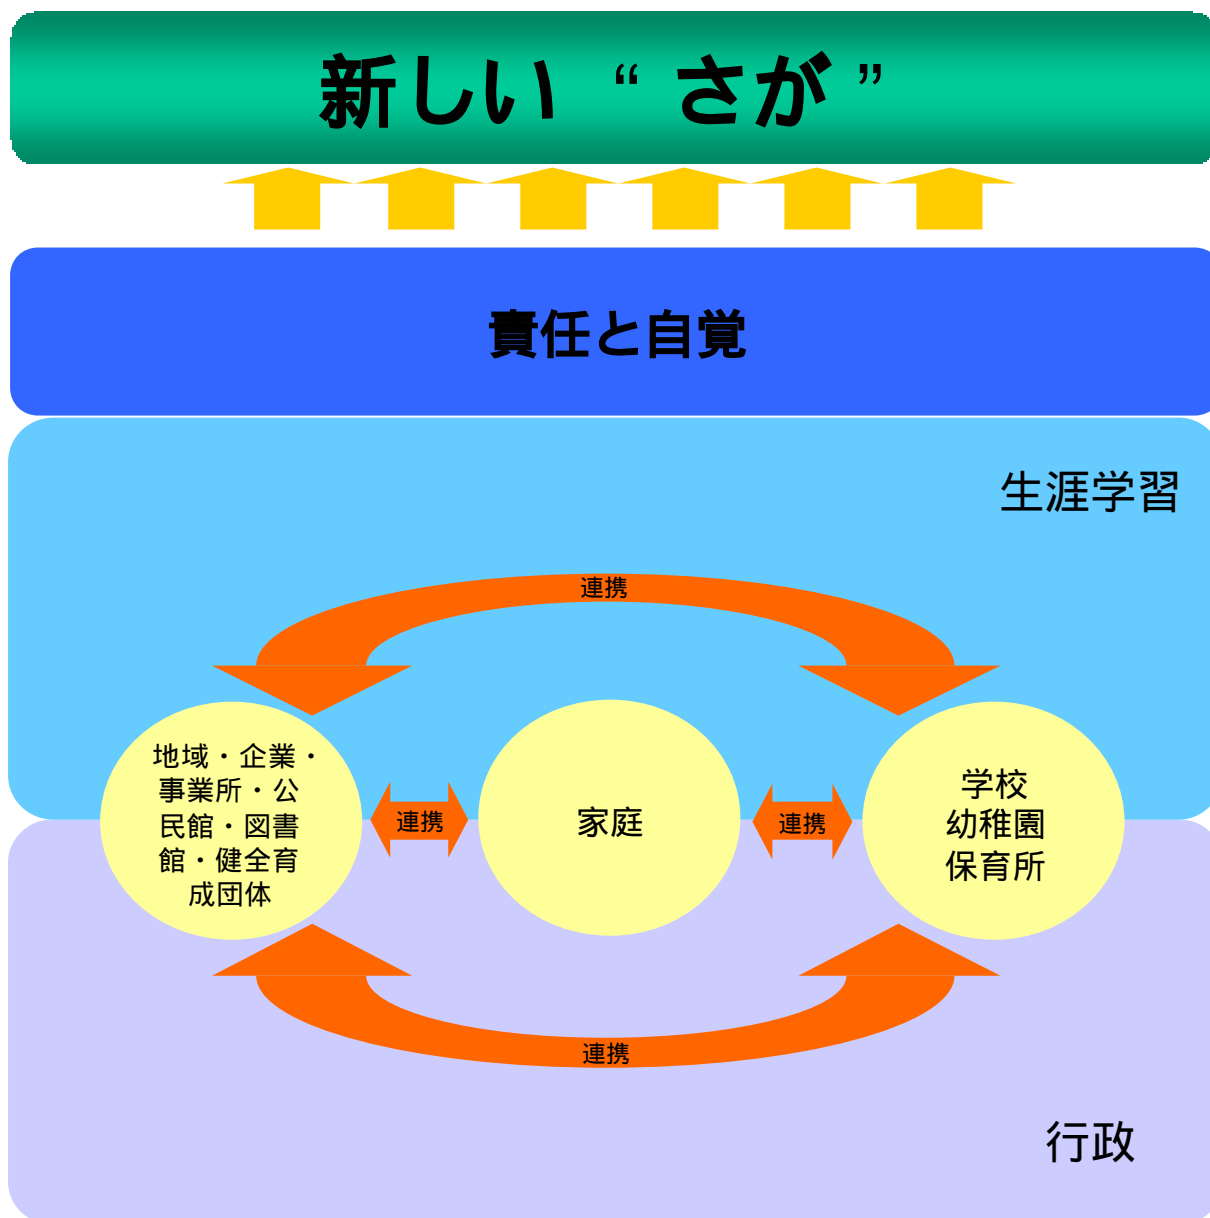 新しい “ さが ”
責任と自覚
生涯学習
連携
地域・企業・
事業所・公
民館・図書
館・健全育
成団体
連携
家庭
連携
学校
幼稚園
保育所
連携
行政